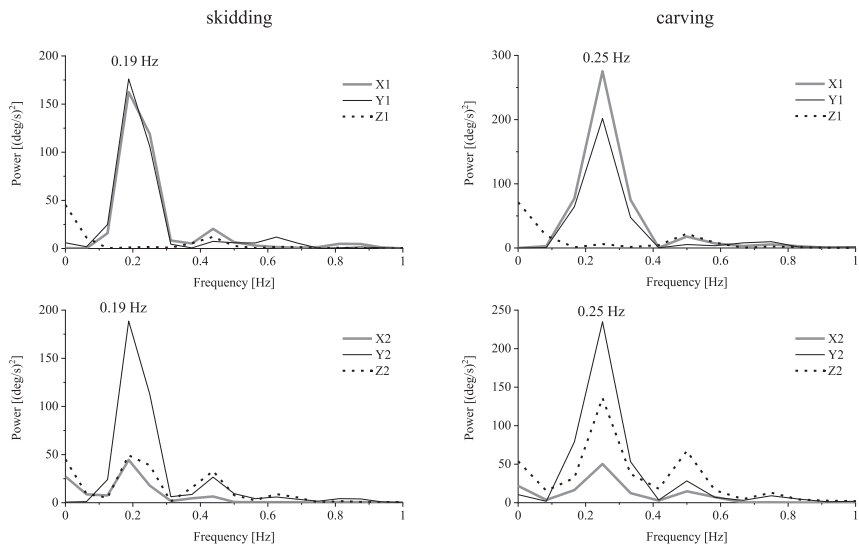 skidding
carving
0.19 Hz
X1
Y1
Z1
Power [(deg/s)²]
200
150
100
50
0
0 0.2 0.4 0.6 0.8 1
Frequency [Hz]
0.25 Hz
X1
Y1
Z1
Power [(deg/s)²]
300
200
100
0
0 0.2 0.4 0.6 0.8 1
Frequency [Hz]
0.19 Hz
X2
Y2
Z2
Power [(deg/s)²]
200
150
100
50
0
0 0.2 0.4 0.6 0.8 1
Frequency [Hz]
0.25 Hz
X2
Y2
Z2
Power [(deg/s)²]
250
200
150
100
50
0
0 0.2 0.4 0.6 0.8 1
Frequency [Hz]